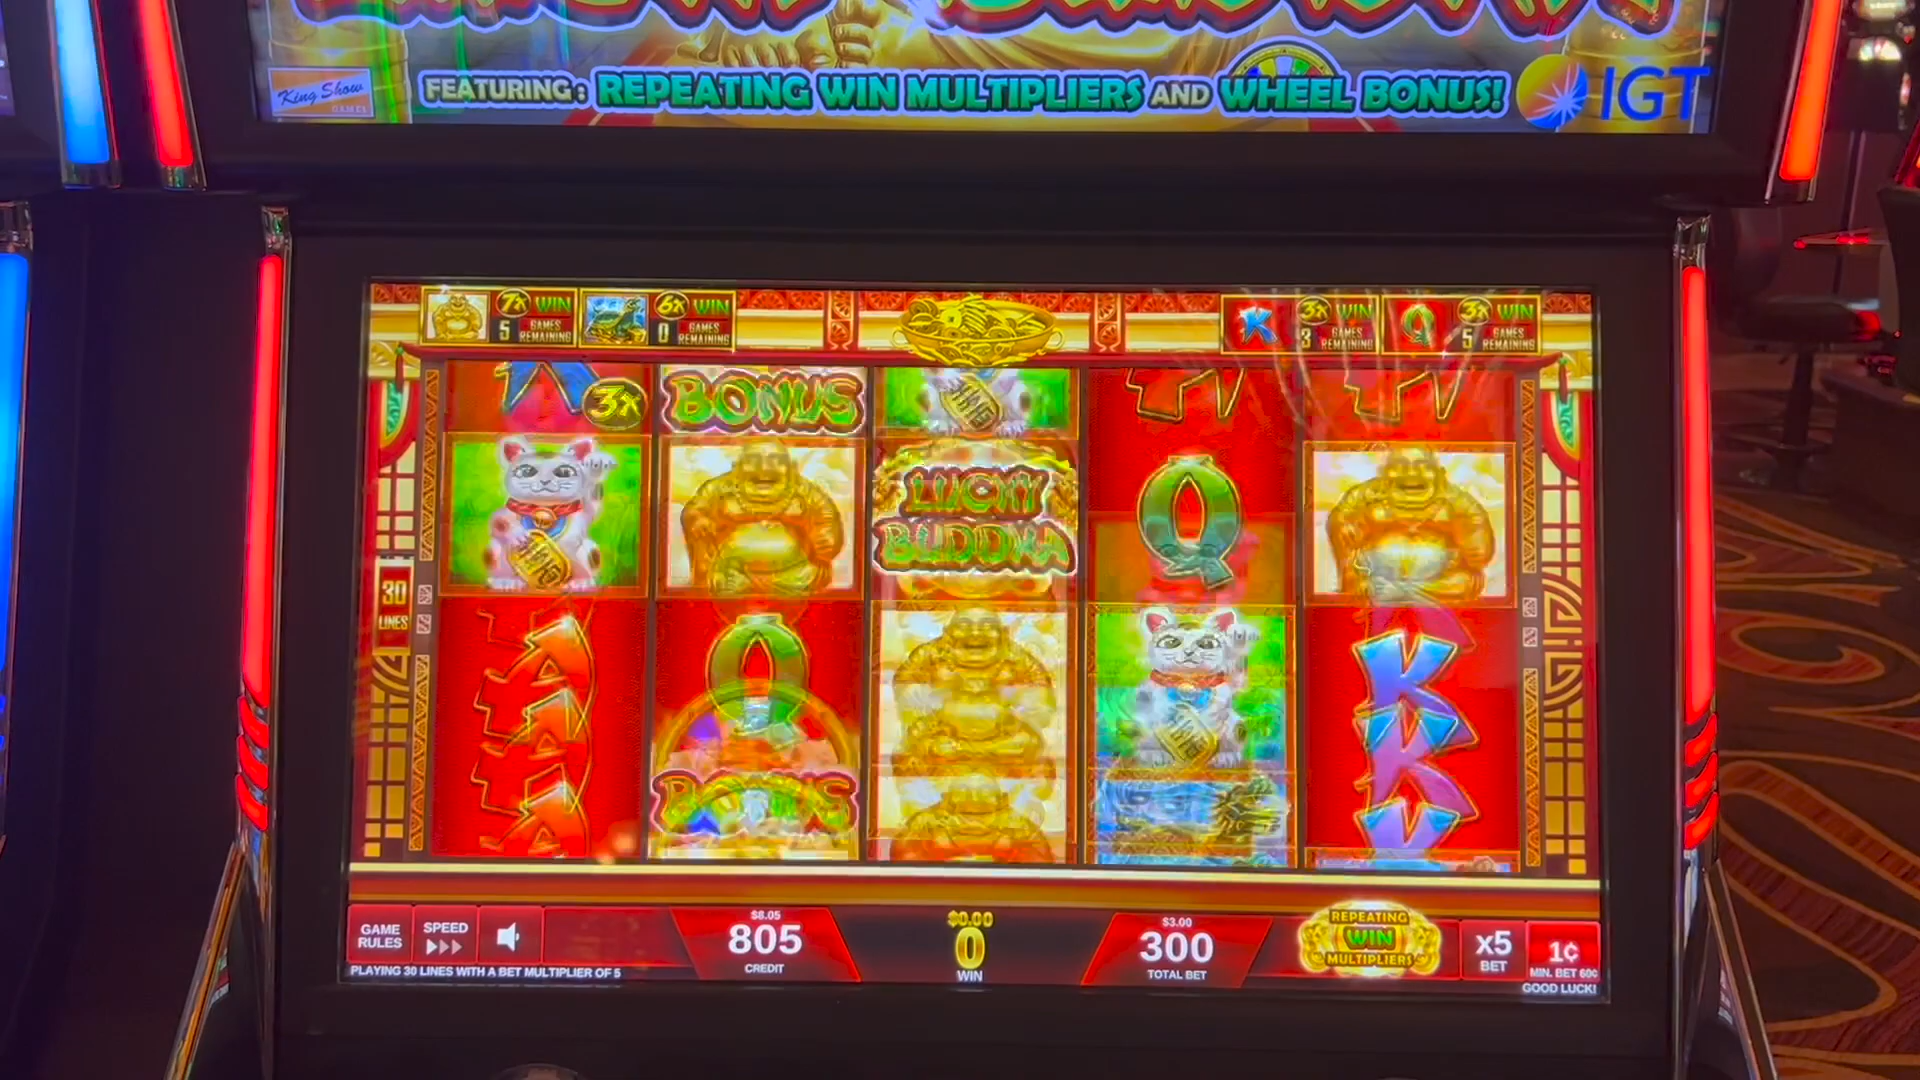 King Show
GAMES
FEATURING: REPEATING WIN MULTIPLIERS AND WHEEL BONUS!
IGT
7X WIN
5 GAMES REMAINING
6X WIN
0 GAMES REMAINING
K
3X WIN
3 GAMES REMAINING
Q
3X WIN
5 GAMES REMAINING
3X
BONUS
LUCKY
BUDDHA
Q
30
LINES
A
Q
K
A
K
A
BONUS
K
GAME
RULES
SPEED
$8.05
805
CREDIT
$0.00
0
WIN
$3.00
300
TOTAL BET
REPEATING
WIN
MULTIPLIERS
x5
BET
1¢
MIN. BET 60¢
PLAYING 30 LINES WITH A BET MULTIPLIER OF 5
GOOD LUCK!